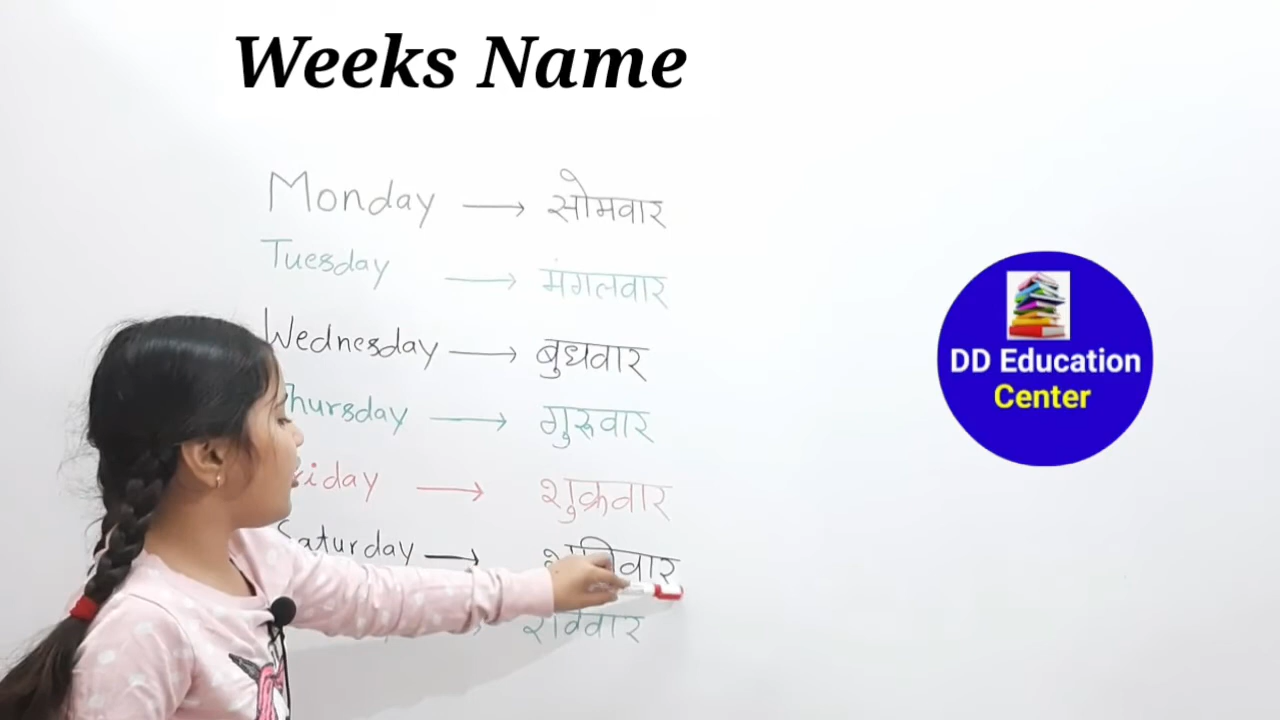 Weeks Name
Monday → सोमवार
Tuesday → मंगलवार
Wednesday → बुधवार
Thursday → गुरूवार
Friday → शुक्रवार
Saturday → शनिवार
रविवार
DD Education
Center